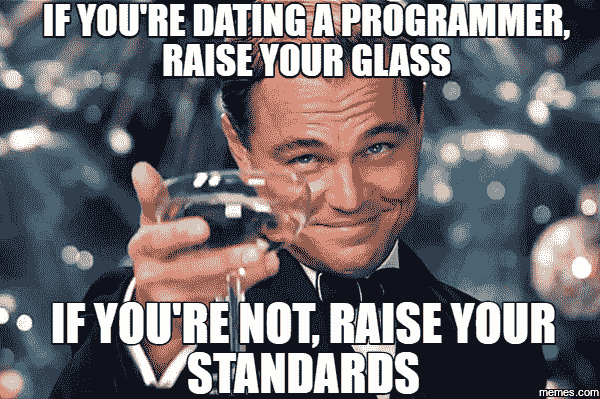 IF YOU'RE DATING A PROGRAMMER,
RAISE YOUR GLASS
IF YOU'RE NOT, RAISE YOUR
STANDARDS
memes.com